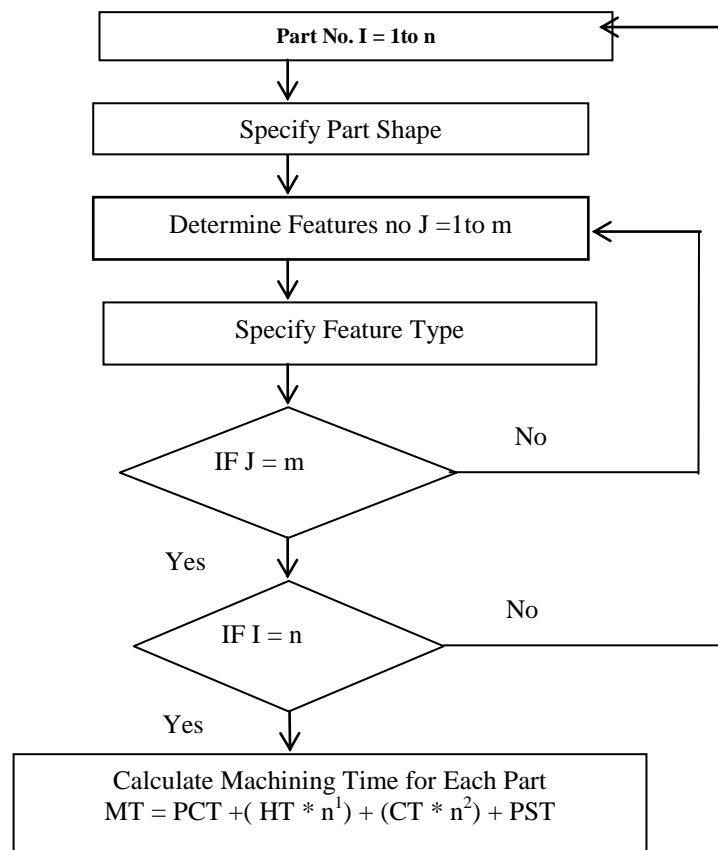 Part No. I = 1to n
Specify Part Shape
Determine Features no J =1to m
Specify Feature Type
IF J = m
No
Yes
IF I = n
No
Yes
Calculate Machining Time for Each Part
MT = PCT +( HT * n¹) + (CT * n²) + PST